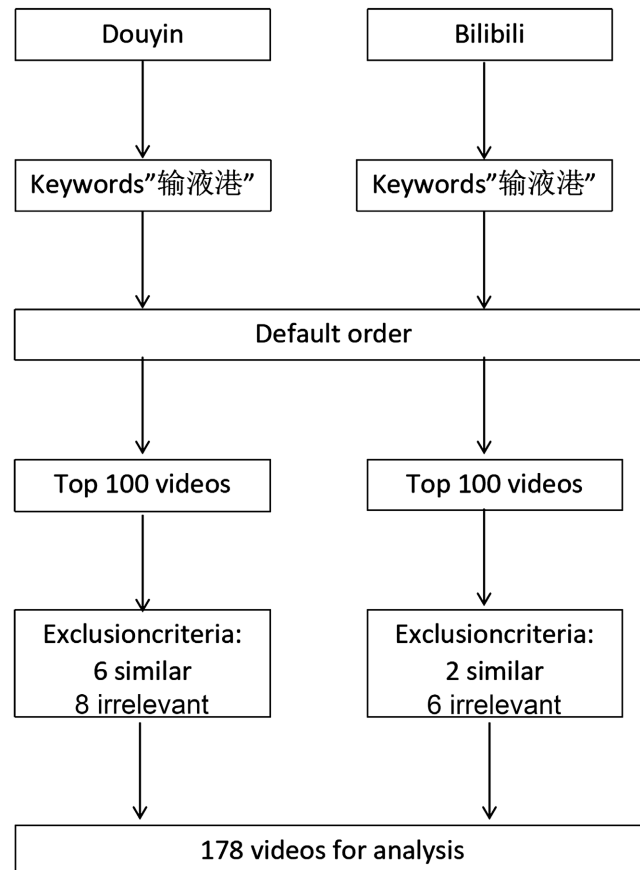 Douyin
Bilibili
Keywords”输液港”
Keywords”输液港”
Default order
Top 100 videos
Top 100 videos
Exclusioncriteria:
6 similar
8 irrelevant
Exclusioncriteria:
2 similar
6 irrelevant
178 videos for analysis